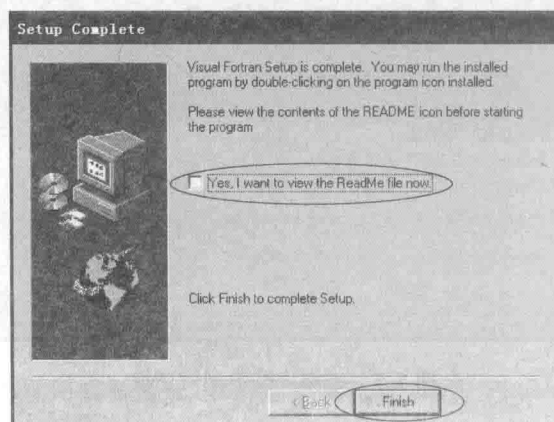 Setup Complete
Visual Fortran Setup is complete. You may run the installed
program by double-clicking on the program icon installed.
Please view the contents of the README icon before starting
the program
Yes, I want to view the ReadMe file now.
Click Finish to complete Setup.
< Back
Finish